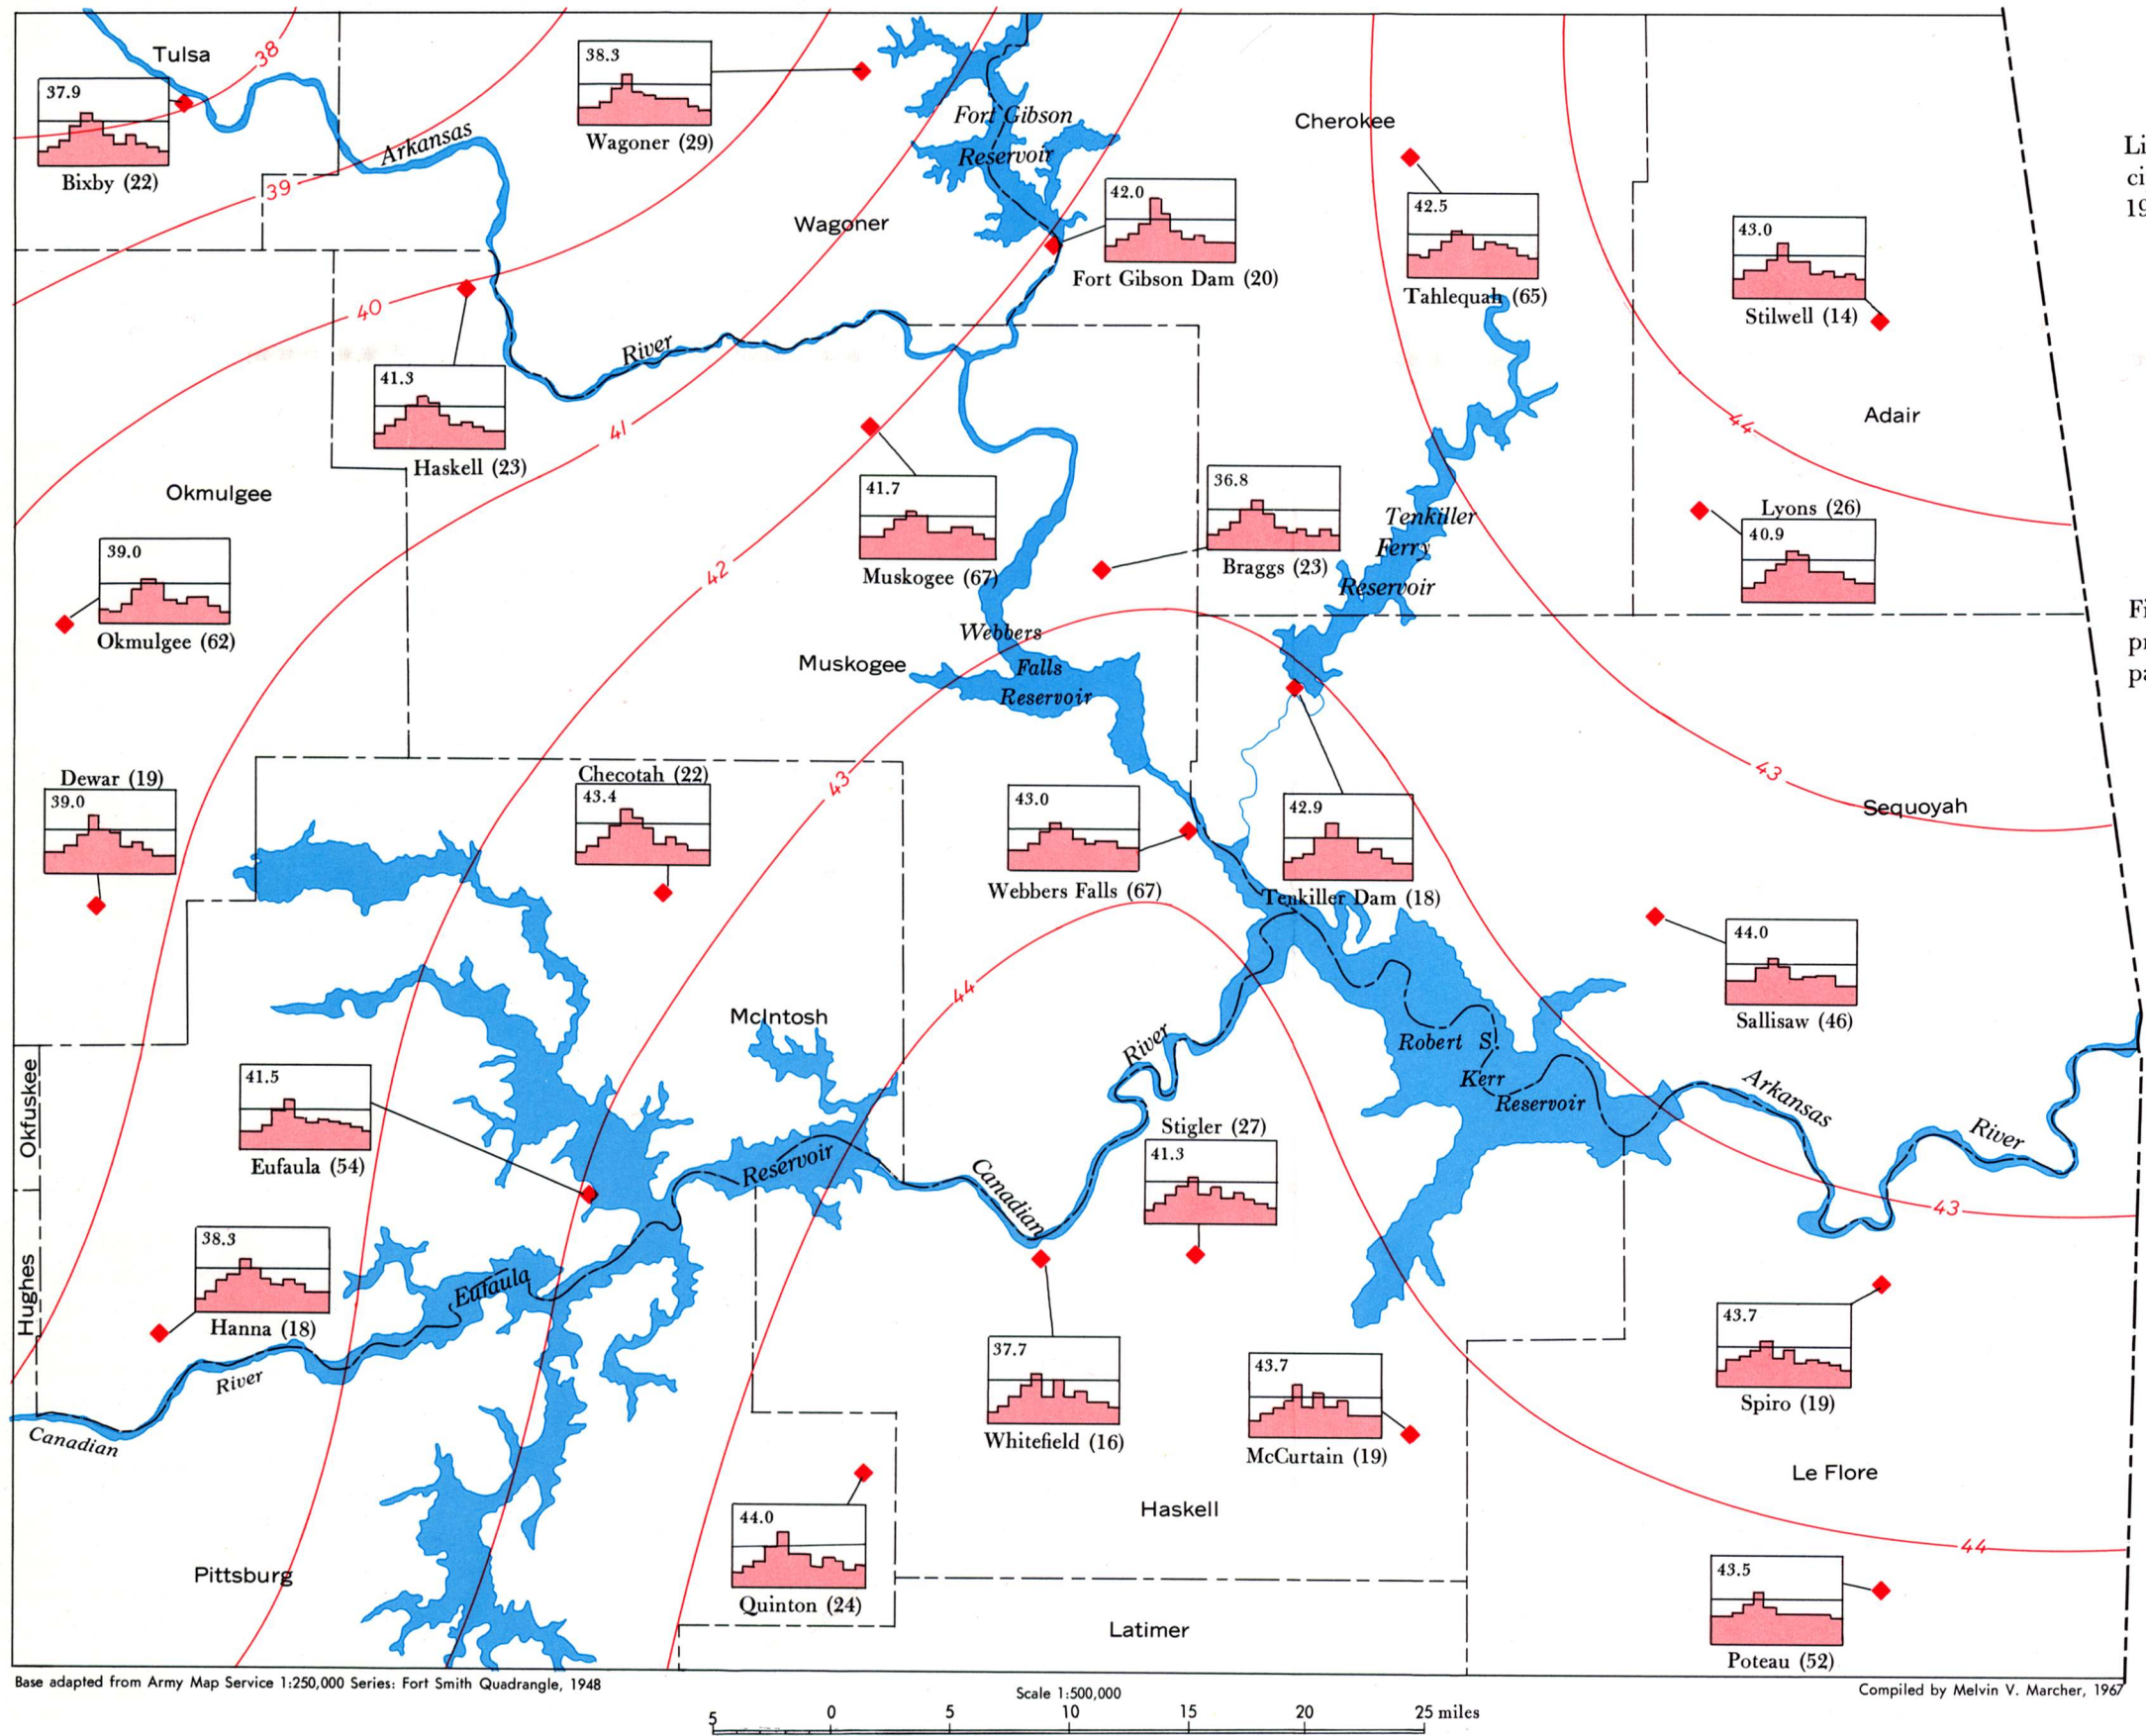 Tulsa
38
37.9
Bixby (22)
38.3
Wagoner (29)
Arkansas
39
Fort Gibson
Reservoir
Cherokee
Li
ci
19
42.0
Fort Gibson Dam (20)
42.5
Tahlequah (65)
43.0
Stilwell (14)
Wagoner
40
River
41.3
Haskell (23)
41
44
Adair
Okmulgee
41.7
Muskogee (67)
36.8
Braggs (23)
Tenkiller
Ferry
Reservoir
Lyons (26)
40.9
39.0
Okmulgee (62)
42
Webbers
Falls
Reservoir
Muskogee
Fi
pr
pa
Dewar (19)
39.0
Checotah (22)
43.4
43
43.0
Webbers Falls (67)
42.9
Tenkiller Dam (18)
43
Sequoyah
44.0
Sallisaw (46)
44
McIntosh
River
Robert S.
Kerr
Reservoir
Arkansas
River
Okfuskee
41.5
Eufaula (54)
Reservoir
Canadian
Stigler (27)
41.3
43
Hughes
38.3
Hanna (18)
Eufaula
River
Canadian
37.7
Whitefield (16)
43.7
McCurtain (19)
43.7
Spiro (19)
Le Flore
44.0
Quinton (24)
Haskell
44
Pittsburg
Latimer
43.5
Poteau (52)
Base adapted from Army Map Service 1:250,000 Series: Fort Smith Quadrangle, 1948
Scale 1:500,000
Compiled by Melvin V. Marcher, 1967
5 0 5 10 15 20 25 miles